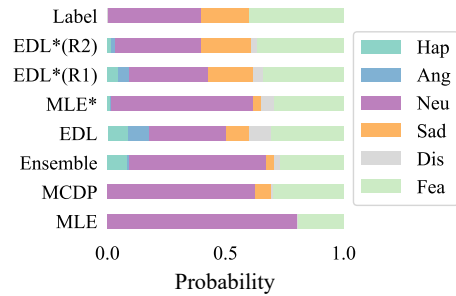 Label
EDL*(R2)
EDL*(R1)
MLE*
EDL
Ensemble
MCDP
MLE
0.0 0.5 1.0
Probability
Hap
Ang
Neu
Sad
Dis
Fea